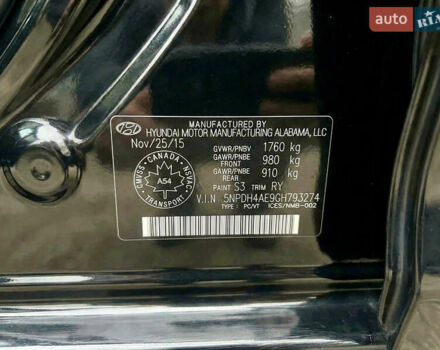 auto
RIA
MANUFACTURED BY
HYUNDAI MOTOR MANUFACTURING ALABAMA, LLC
Nov/25/15
GVWR/PNBV 1760 kg
GAWR/PNBE FRONT 980 kg
GAWR/PNBE REAR 910 kg
PAINT S3 TRIM RY
V.I.N 5NPDH4AE9GH793274
TYPE: PC/VT ICES/NMB-002
CANADA
CMVSS NSVAC
A54
TRANSPORT